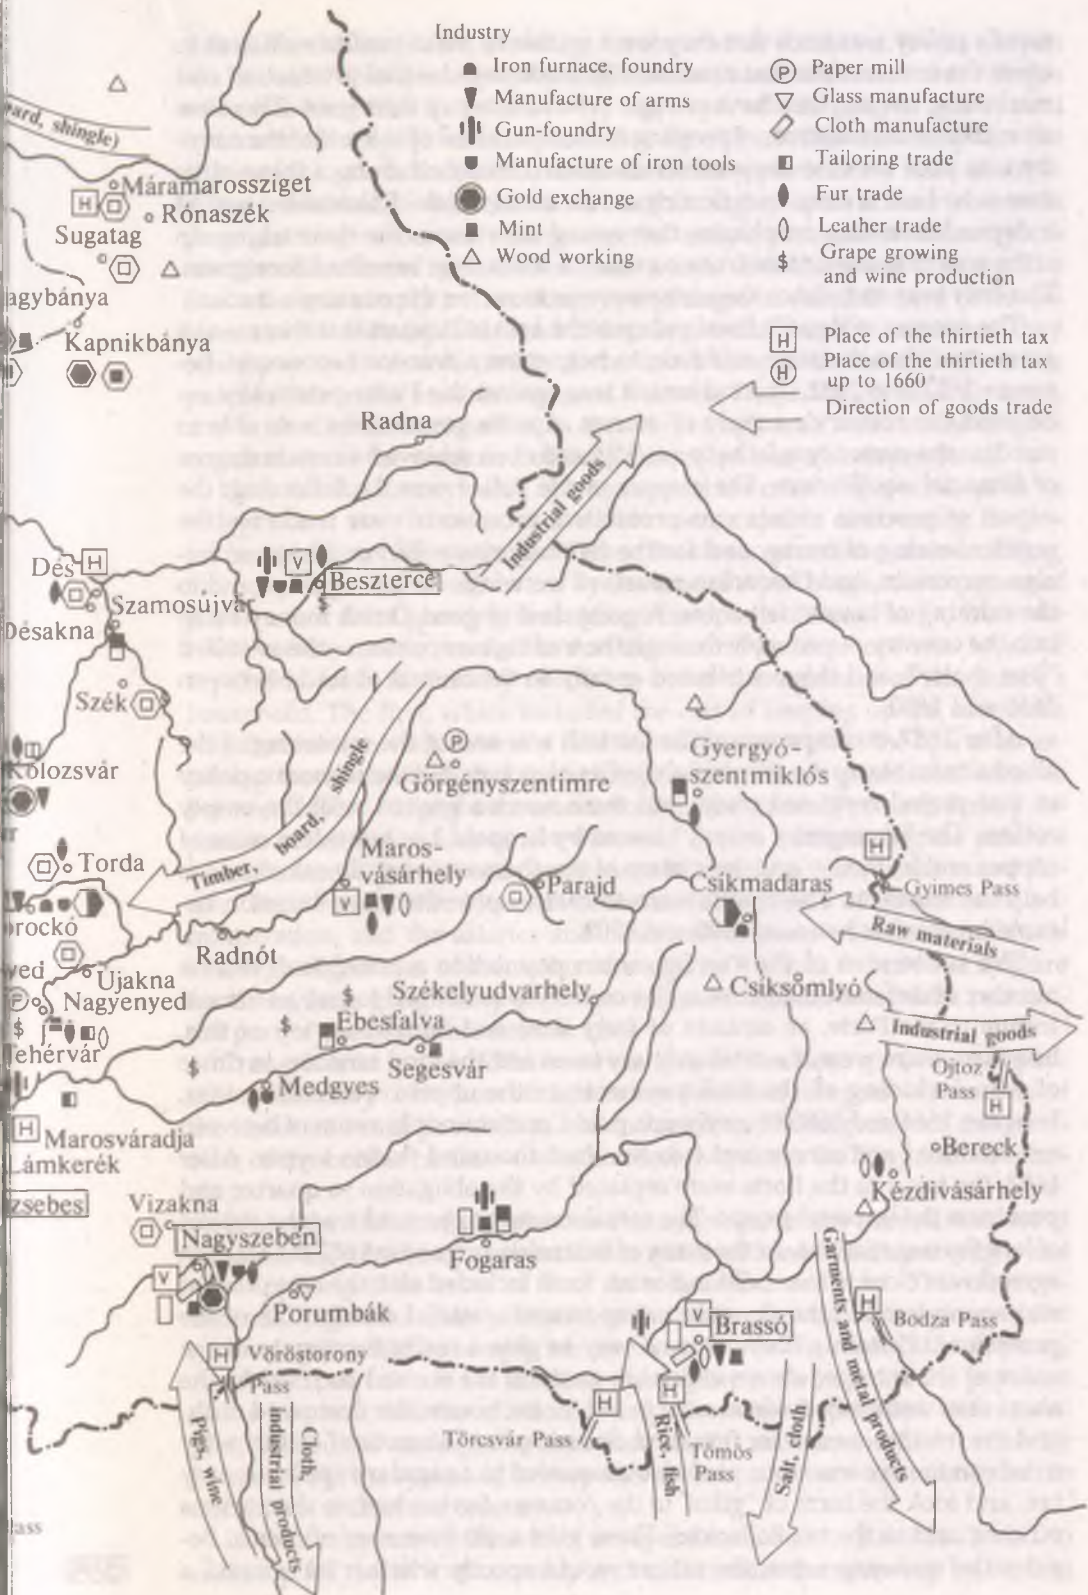 Industry
Iron furnace, foundry
Manufacture of arms
Gun-foundry
Manufacture of iron tools
Gold exchange
Mint
Wood working
P Paper mill
Glass manufacture
Cloth manufacture
Tailoring trade
Fur trade
Leather trade
$ Grape growing
and wine production
H Place of the thirtieth tax
H Place of the thirtieth tax
up to 1660
Direction of goods trade
ard, shingle)
H Máramarossziget
Rónaszék
Sugatag
agybánya
Kapnikbánya
Radna
Industrial goods
Dés H
V
Besztercе
$
Szamosújvár
Désakna
Szék
Timber, board, shingle
P
Görgényszentimre
Gyergyó-
szentmiklós
Kolozsvár
Torda
Maros-
vásárhely
V
Parajd
Csíkmadaras
H
Gyimes Pass
Raw materials
rockó
Radnót
Ujakna
Nagyenyed
P
$
Székelyudvarhely
Csiksomlyó
Industrial goods
$
Ebesfalva
$
Segesvár
Medgyes
Fehérvár
Ojtoz
Pass
H
H Marosváradja
Lámkerék
Bereck
Kézdivásárhely
zsebes
Vizakna
Nagyszeben
V
Fogaras
Porumbák
Garments and metal products
H
Bodza Pass
V
Brassó
H Vöröstorony
Pass
H
Törcsvár Pass
H
Tömös
Pass
Rice, fish
Salt, cloth
Pigs, wine
Cloth,
industrial products
ass